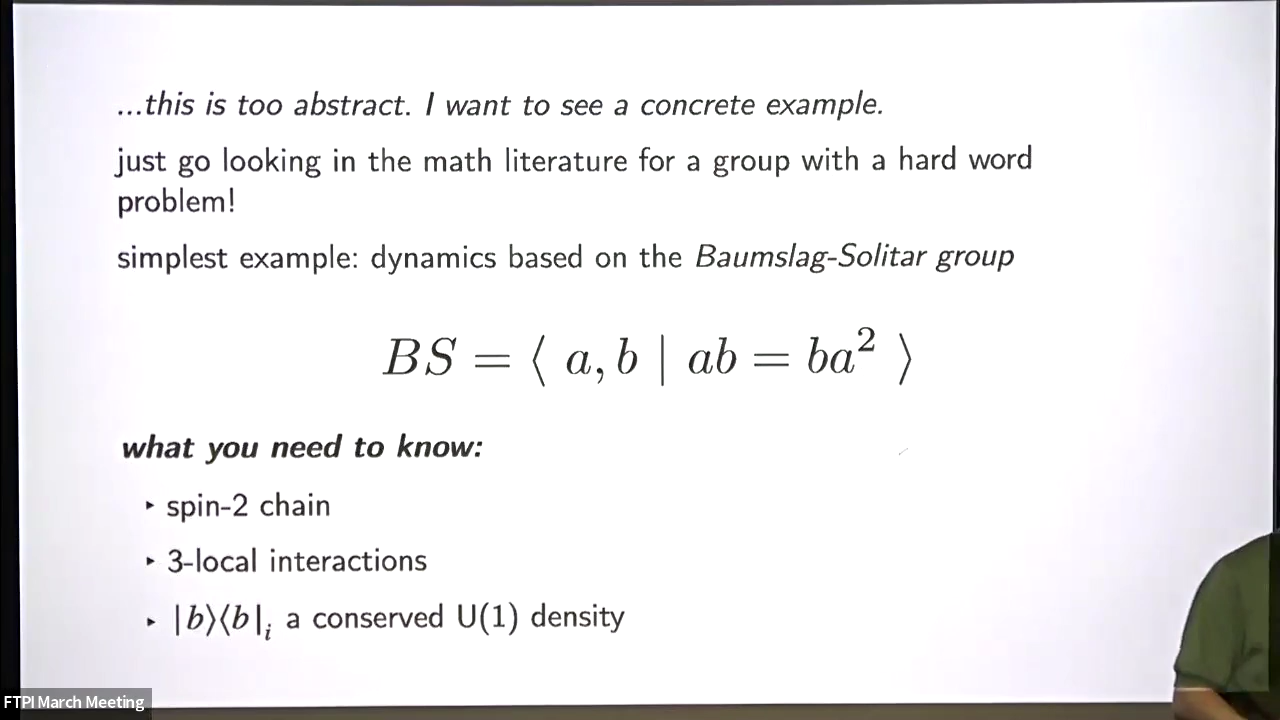 ...this is too abstract. I want to see a concrete example.
just go looking in the math literature for a group with a hard word
problem!
simplest example: dynamics based on the Baumslag-Solitar group
BS = ⟨ a, b | ab = ba² ⟩
what you need to know:
‣ spin-2 chain
‣ 3-local interactions
‣ |b⟩⟨b|ᵢ a conserved U(1) density
FTPI March Meeting